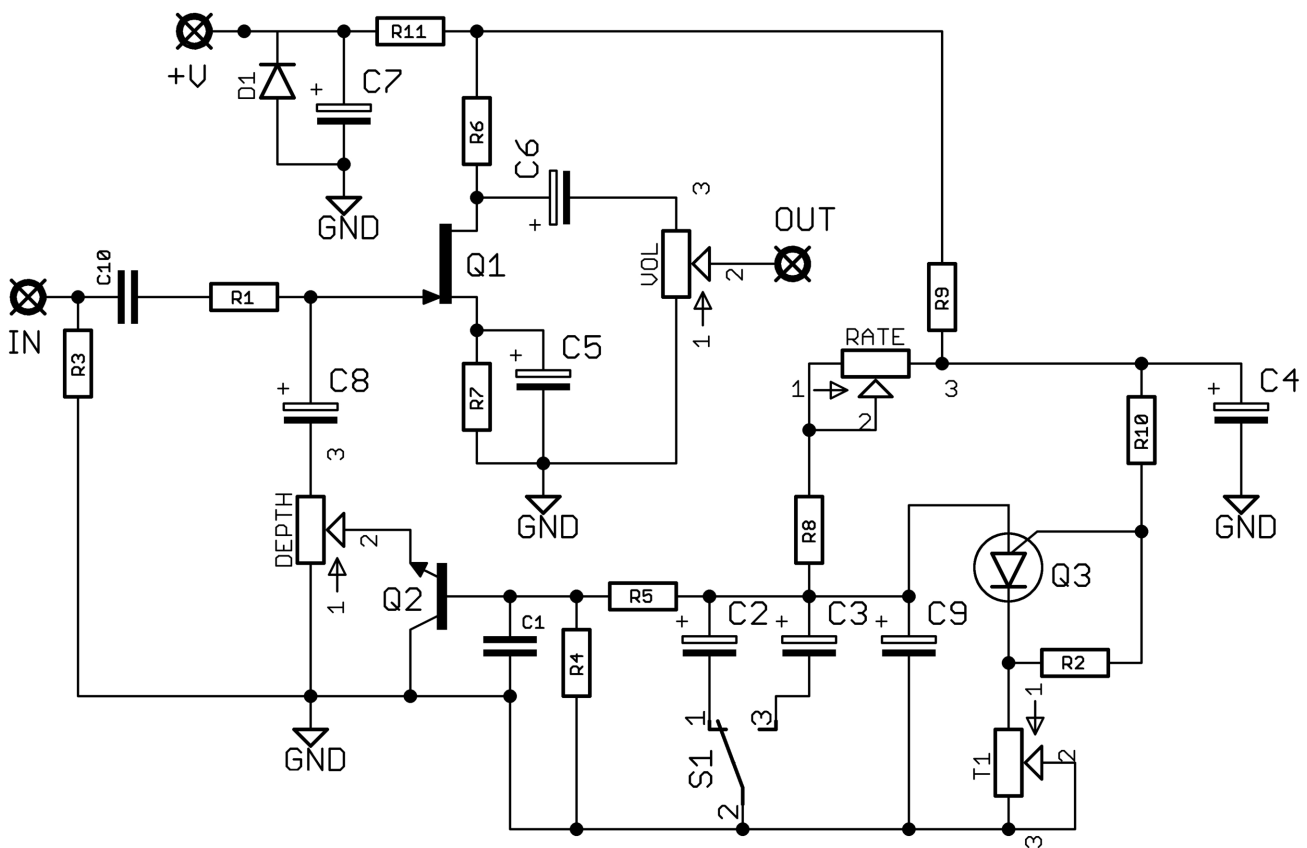 R11
+V
D1
+
C7
R6
C6
+
3
OUT
GND
C10
Q1
VOL
2
R1
IN
R3
1
R9
RATE
C8
+
C5
+
R7
1
2
3
C4
+
R10
3
DEPTH
2
1
GND
R8
GND
Q2
Q3
R5
C1
C2
+
C3
+
C9
+
R4
R2
1
GND
1
3
S1
2
T1
2
3